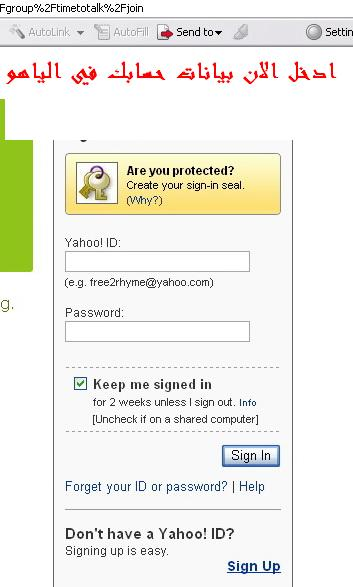 Fgroup%2Ftimetotalk%2Fjoin
AutoLink
AutoFill
Send to
ادخل الان بيانات حسابك في الياهو
Are you protected?
Create your sign-in seal.
(Why?)
Yahoo! ID:
(e.g. free2rhyme@yahoo.com)
g.
Password:
Keep me signed in
for 2 weeks unless I sign out. Info
[Uncheck if on a shared computer]
Sign In
Forget your ID or password? | Help
Don't have a Yahoo! ID?
Signing up is easy.
Sign Up